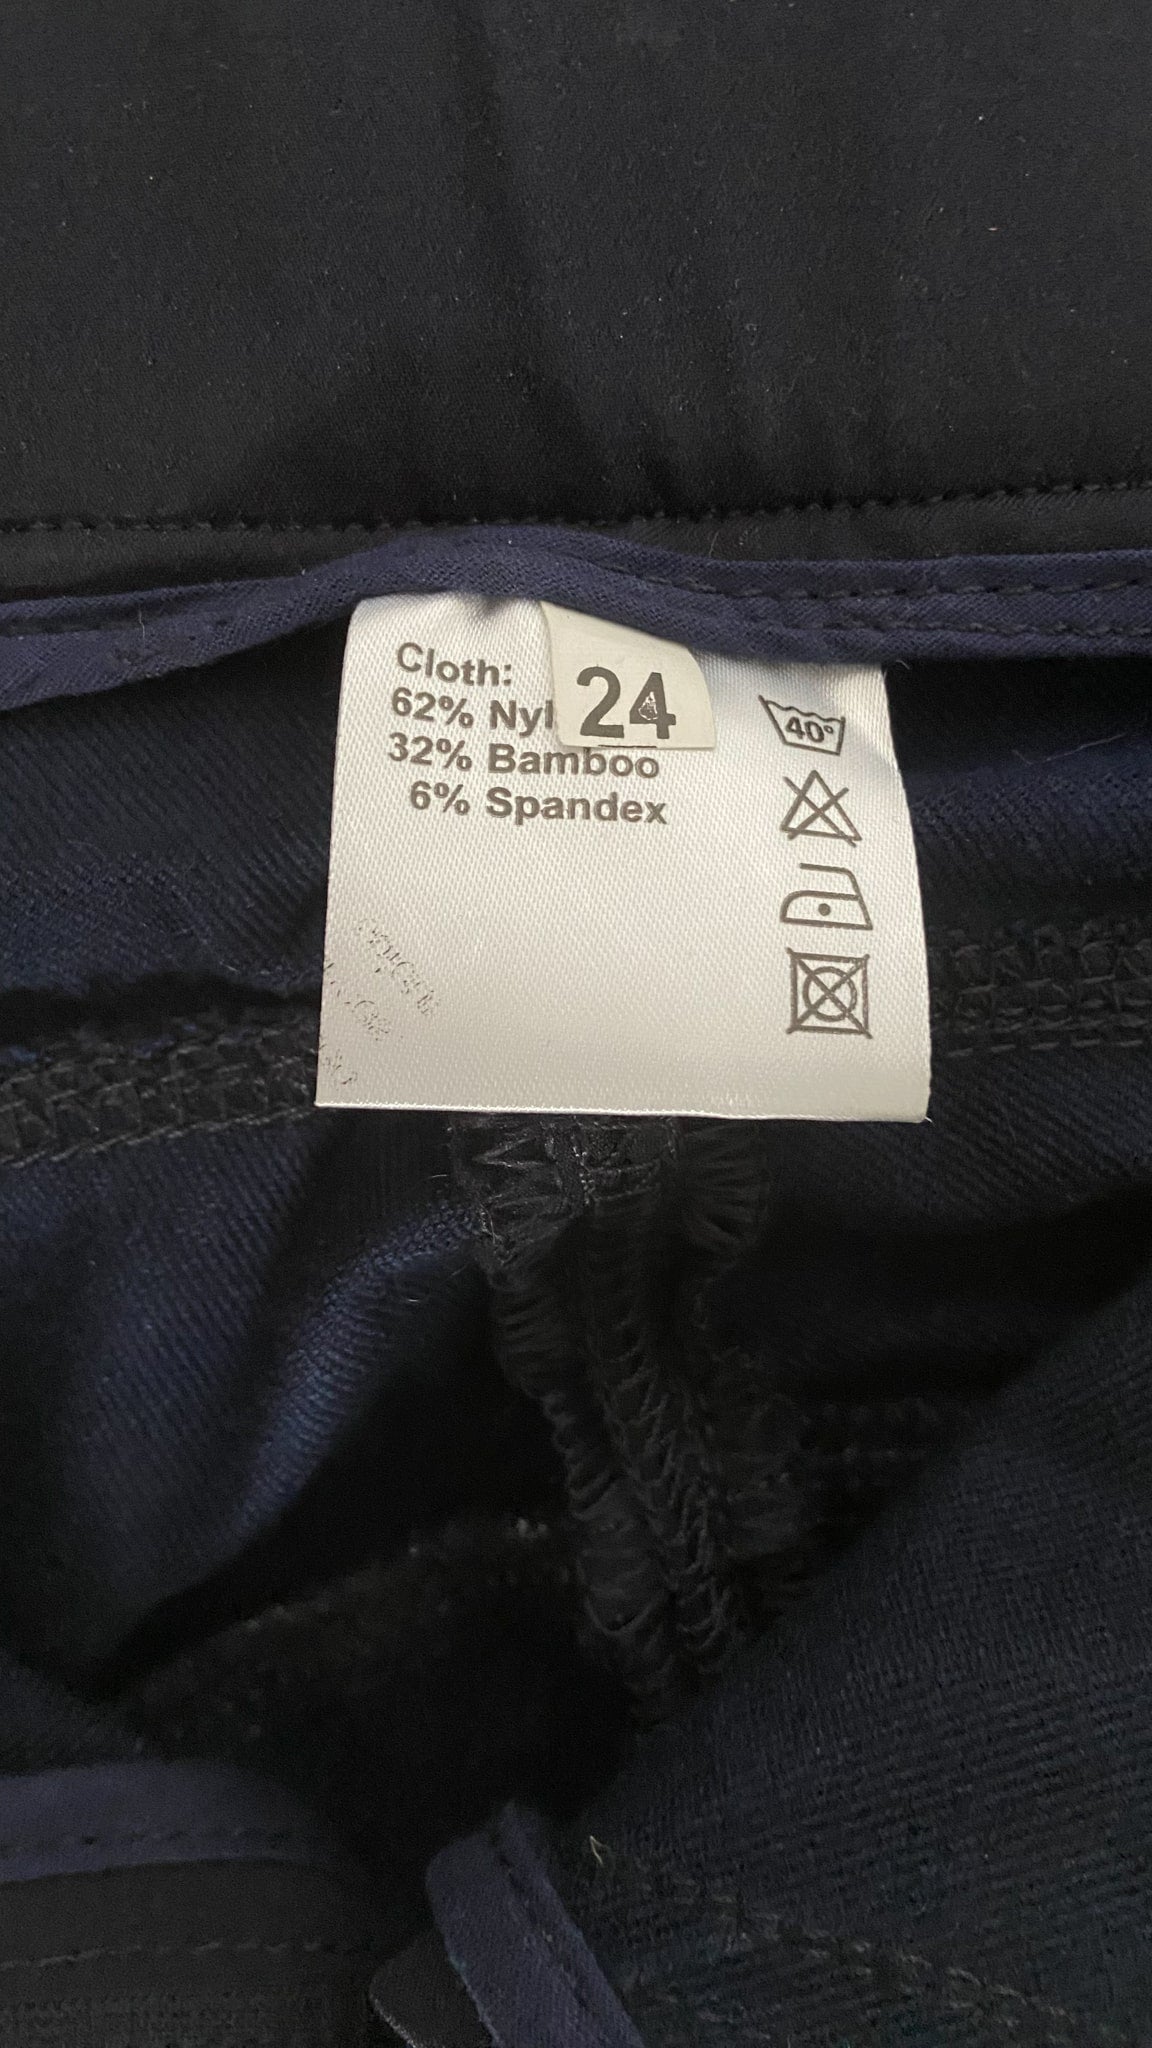 Cloth:
62% Nyl
24
32% Bamboo
6% Spandex
40°